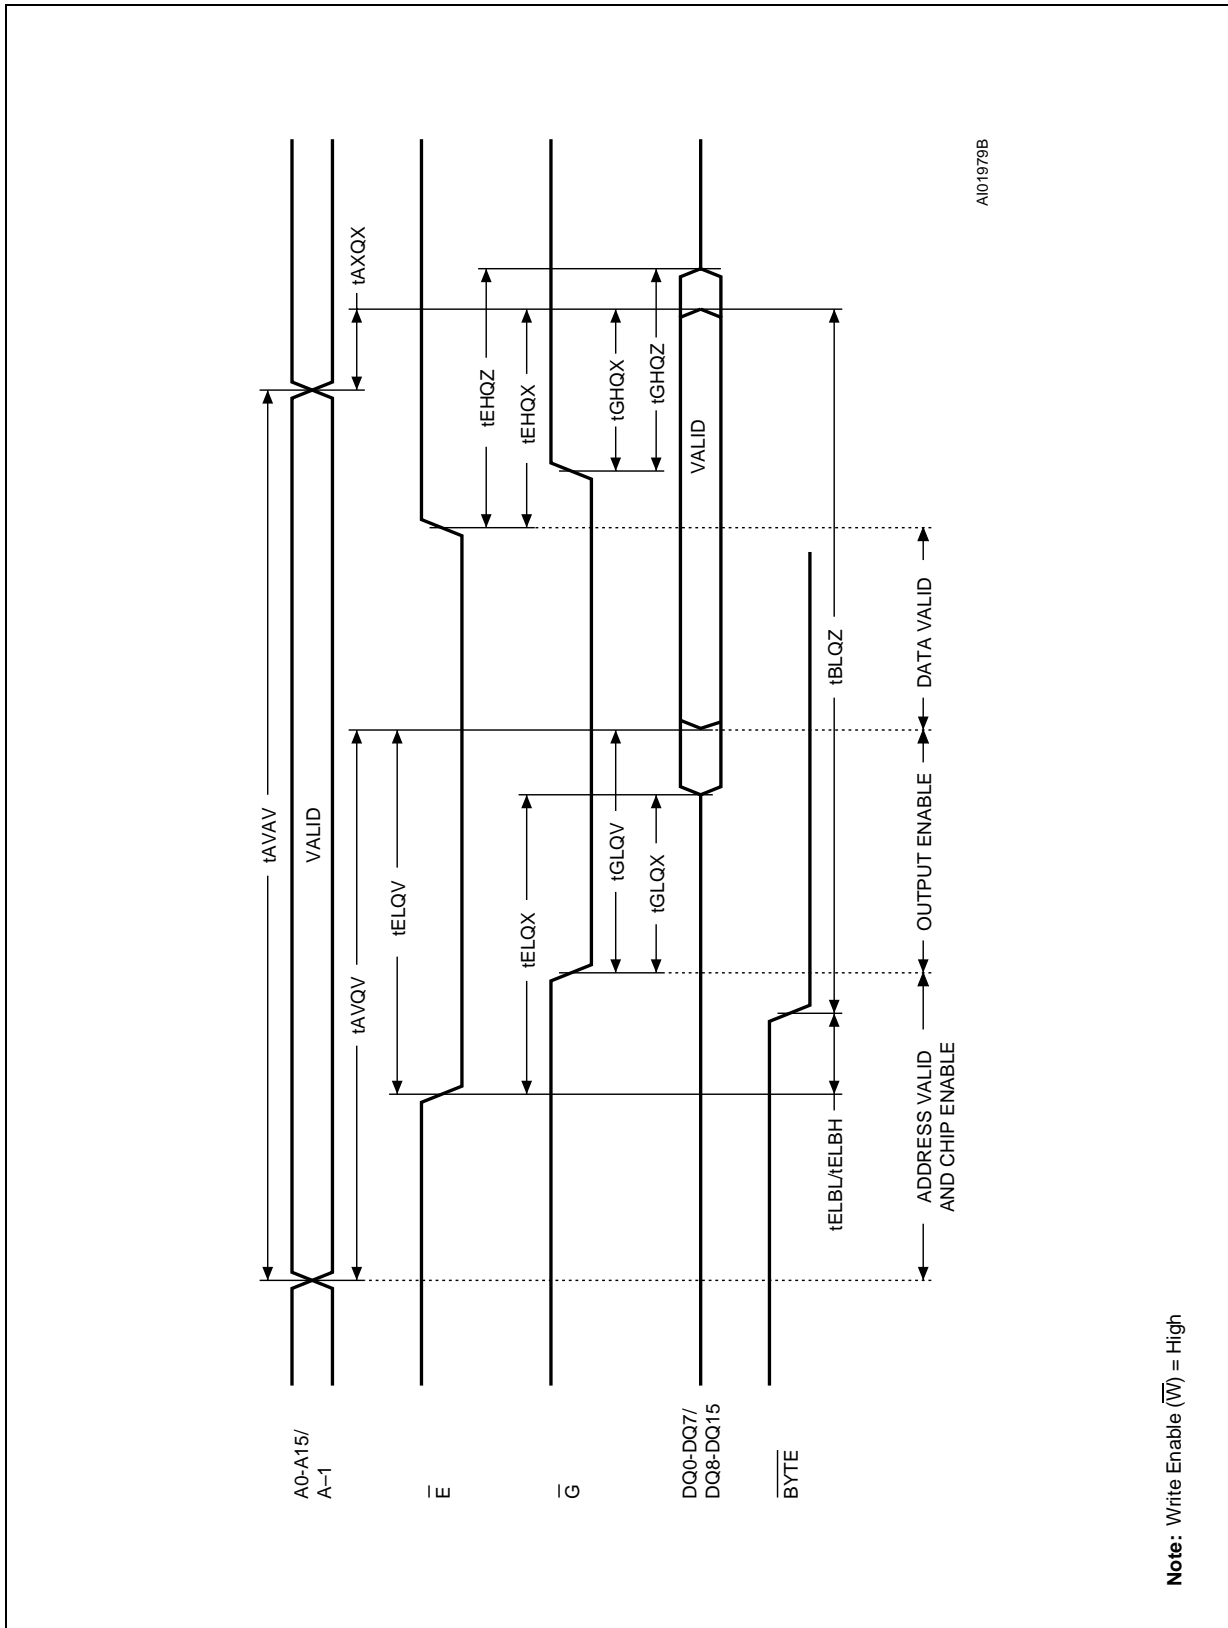 tAVAV
A0-A15/
A–1
VALID
tAVQV
tAXQX
tELQV
E
tEHQZ
tELQX
tEHQX
G
tGLQV
tGHQX
tGLQX
tGHQZ
DQ0-DQ7/
DQ8-DQ15
VALID
BYTE
tELBL/tELBH
tBLQZ
ADDRESS VALID
AND CHIP ENABLE
OUTPUT ENABLE
DATA VALID
AI01979B
Note: Write Enable (W) = High